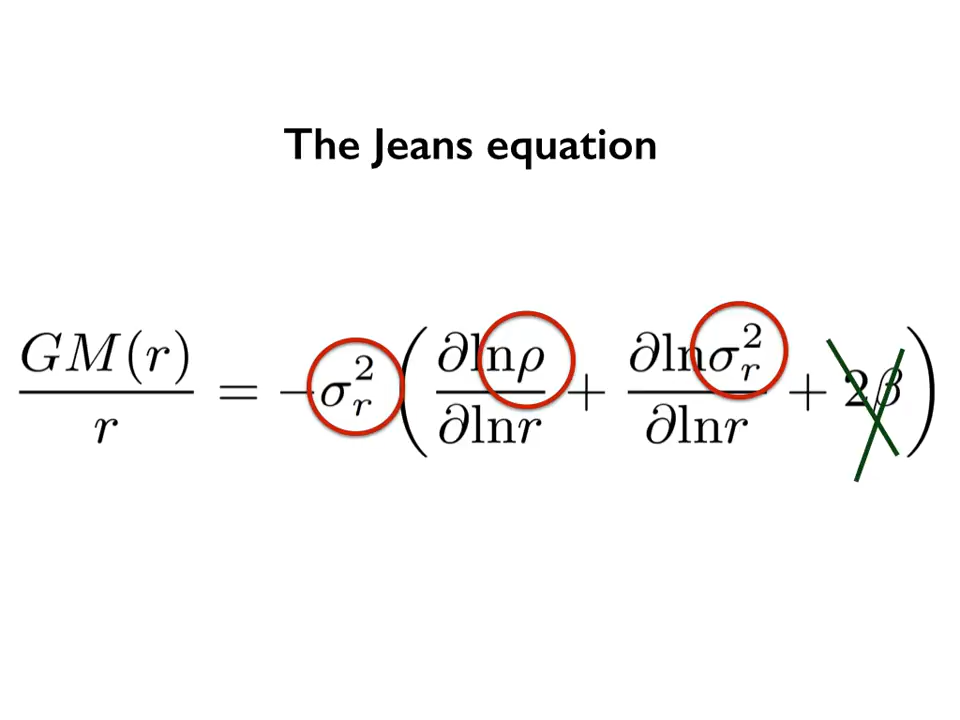 The Jeans equation
GM(r)/r = −σ_r^2 ( ∂lnρ/∂lnr + ∂lnσ_r^2/∂lnr + 2β )